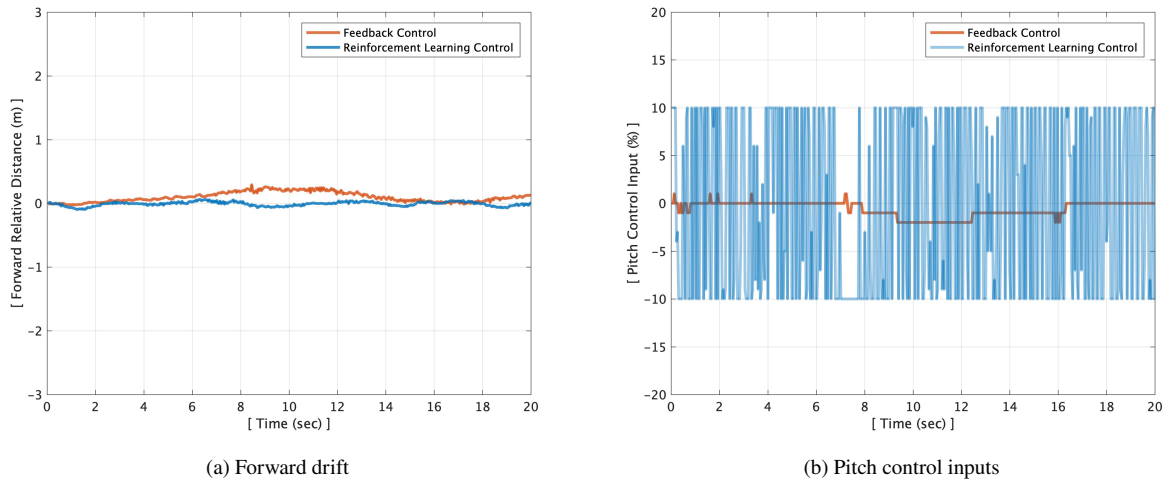 3
2
1
0
-1
-2
-3
[ Forward Relative Distance (m) ]
Feedback Control
Reinforcement Learning Control
0 2 4 6 8 10 12 14 16 18 20
[ Time (sec) ]
(a) Forward drift
20
15
10
5
0
-5
-10
-15
-20
[ Pitch Control Input (%) ]
Feedback Control
Reinforcement Learning Control
0 2 4 6 8 10 12 14 16 18 20
[ Time (sec) ]
(b) Pitch control inputs